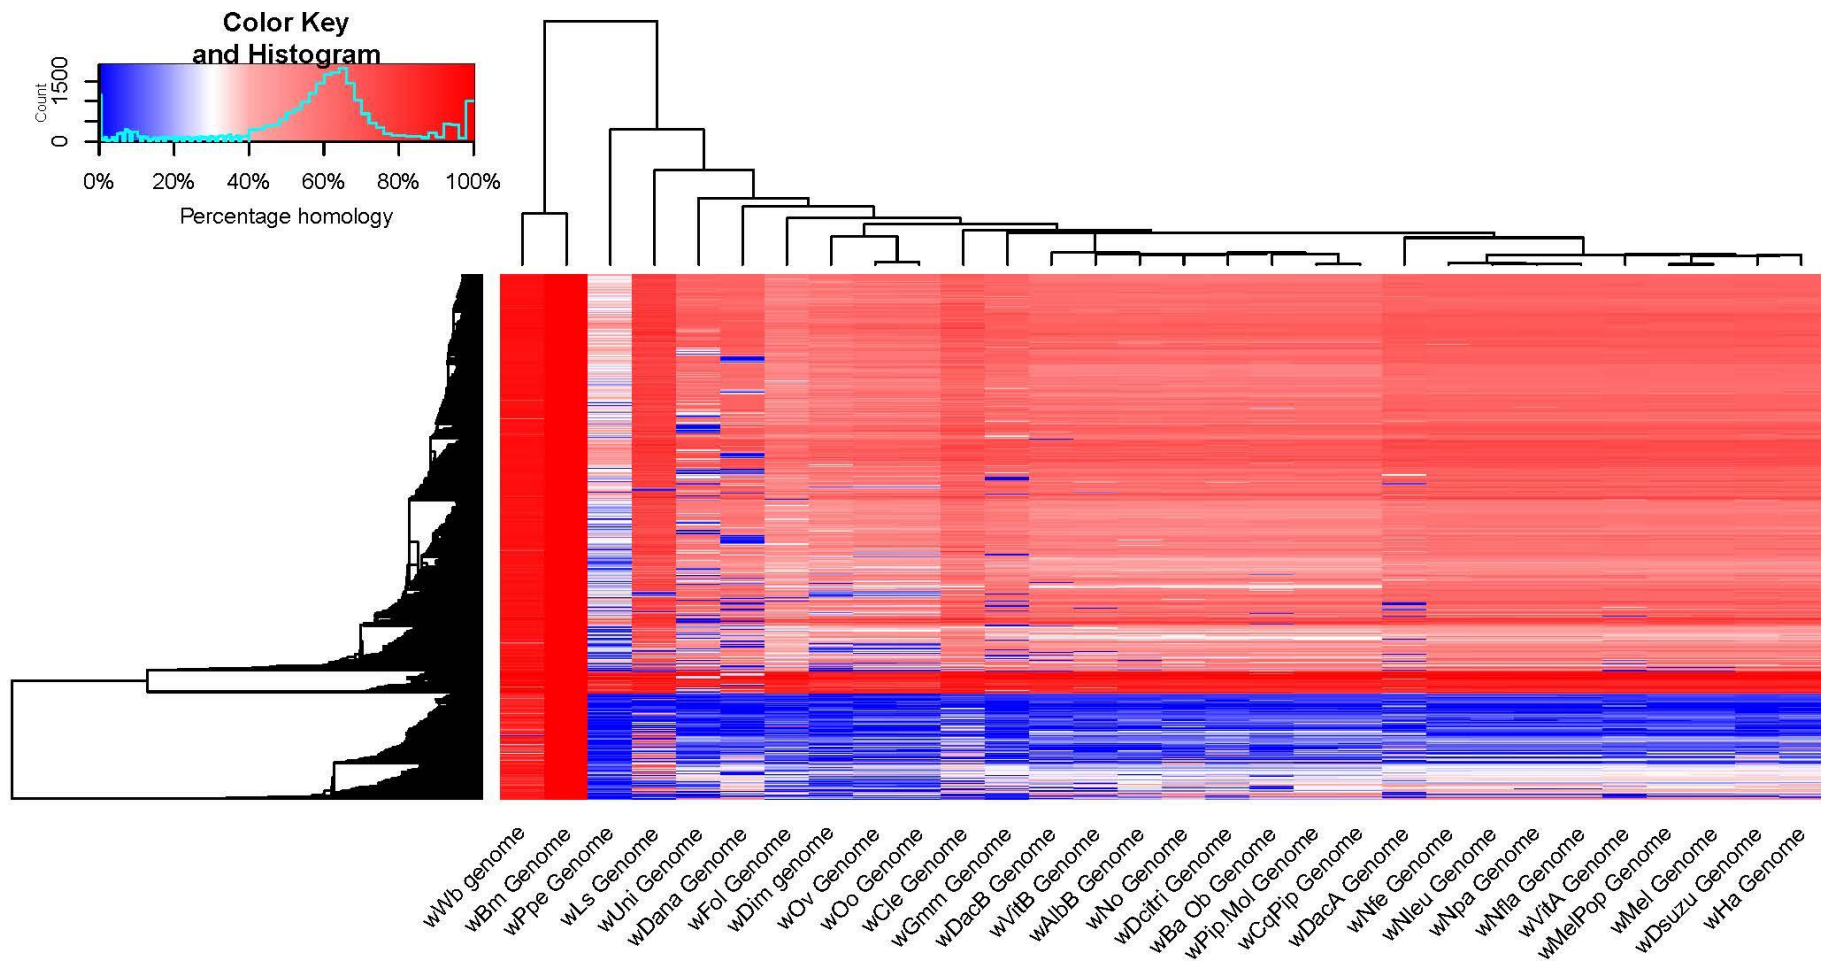 Color Key
and Histogram
Count
1500
0
0% 20% 40% 60% 80% 100%
Percentage homology
wWb genome
wBm Genome
wPpe Genome
wLs Genome
wUni Genome
wDana Genome
wFol Genome
wDim genome
wOv Genome
wOo Genome
wCle Genome
wGmm Genome
wDacB Genome
wVitB Genome
wAlbB Genome
wNo Genome
wDcitri Genome
wBa Ob Genome
wPip.Mol Genome
wCqPip Genome
wDacA Genome
wNfe Genome
wNleu Genome
wNpa Genome
wNfla Genome
wVitA Genome
wMelPop Genome
wMel Genome
wDsuzu Genome
wHa Genome